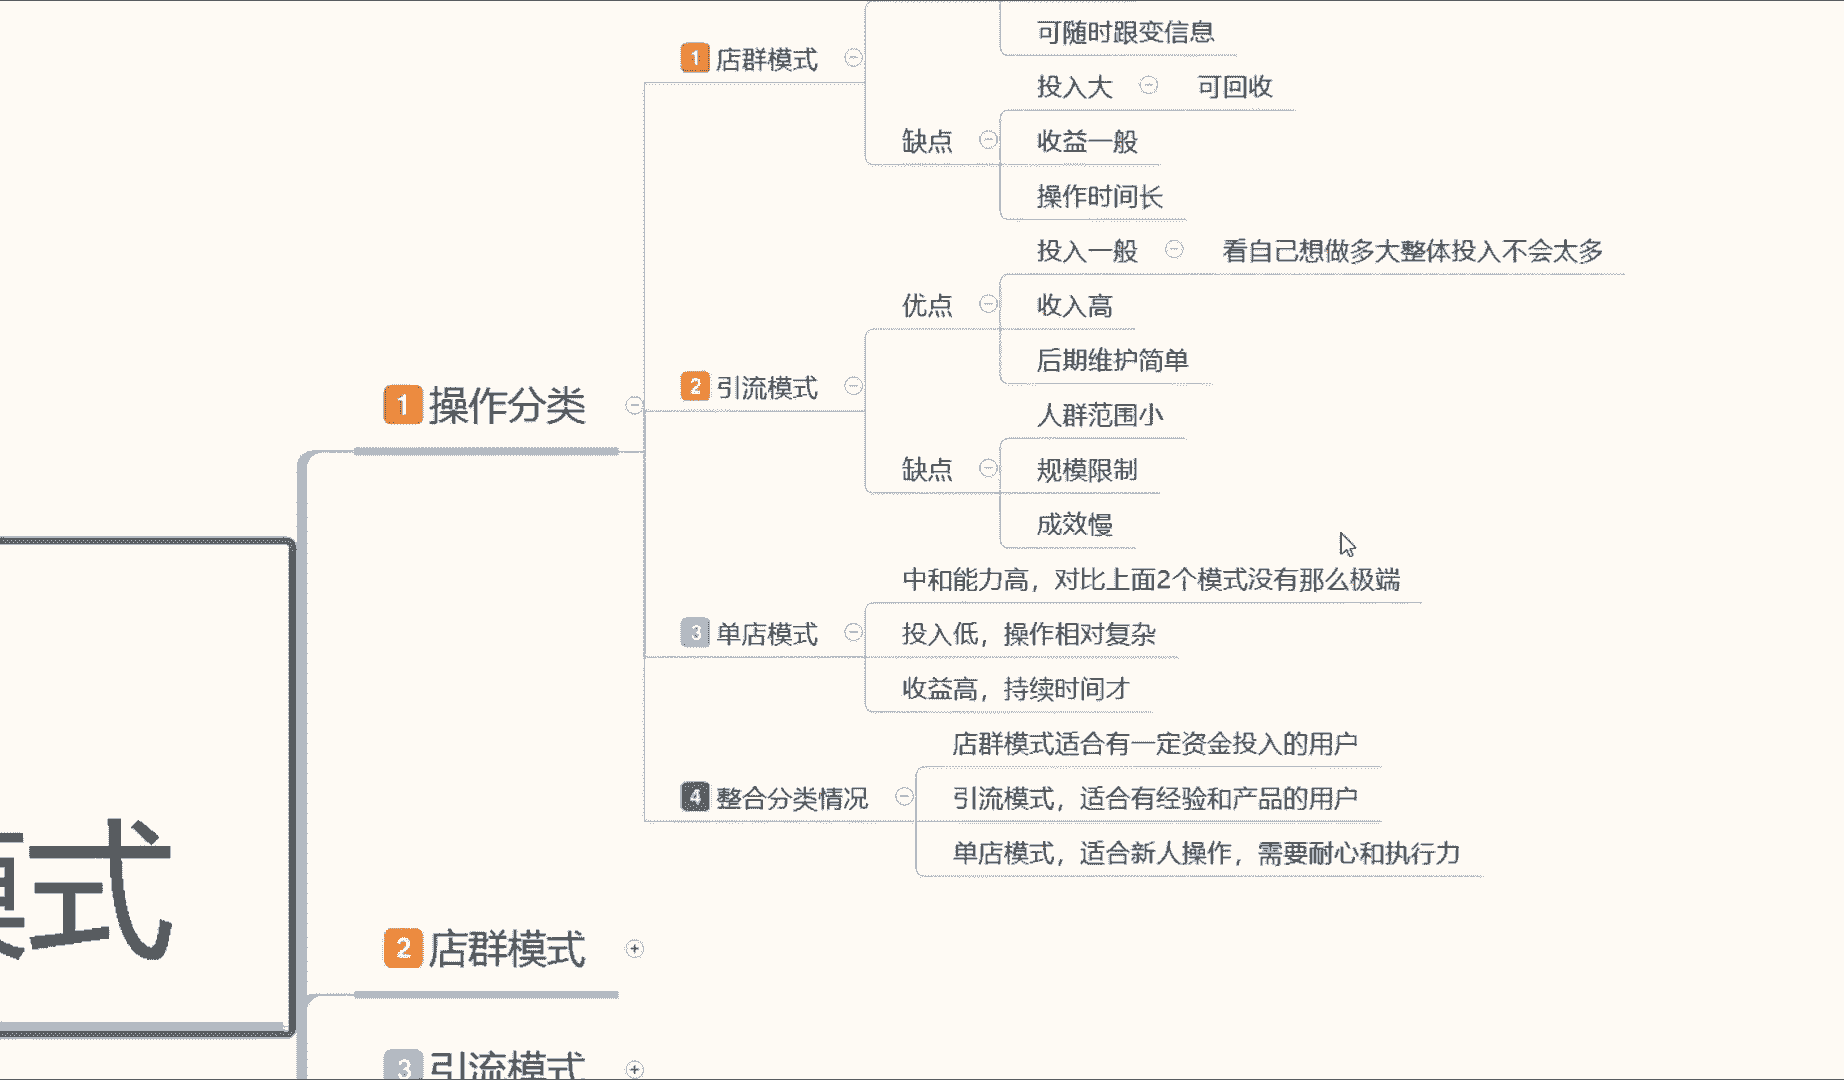 可随时跟变信息
1 店群模式
投入大
可回收
缺点
收益一般
操作时间长
投入一般
看自己想做多大整体投入不会太多
优点
收入高
后期维护简单
2 引流模式
1 操作分类
人群范围小
缺点
规模限制
成效慢
中和能力高，对比上面2个模式没有那么极端
3 单店模式
投入低，操作相对复杂
收益高，持续时间才
店群模式适合有一定资金投入的用户
4 整合分类情况
引流模式，适合有经验和产品的用户
单店模式，适合新人操作，需要耐心和执行力
模式
2 店群模式
3 引流模式